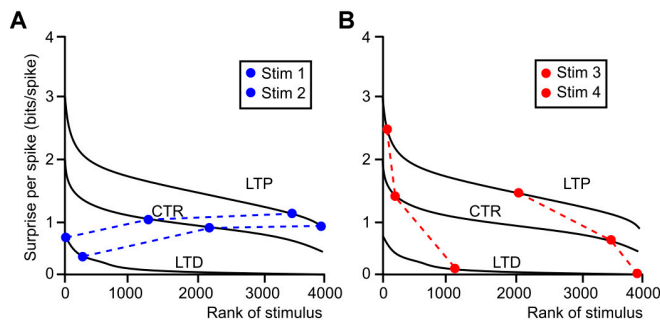 A
B
Surprise per spike (bits/spike)
4
3
2
1
0
Stim 1
Stim 2
LTP
CTR
LTD
0
1000
2000
3000
4000
Rank of stimulus
4
3
2
1
0
Stim 3
Stim 4
LTP
CTR
LTD
0
1000
2000
3000
4000
Rank of stimulus